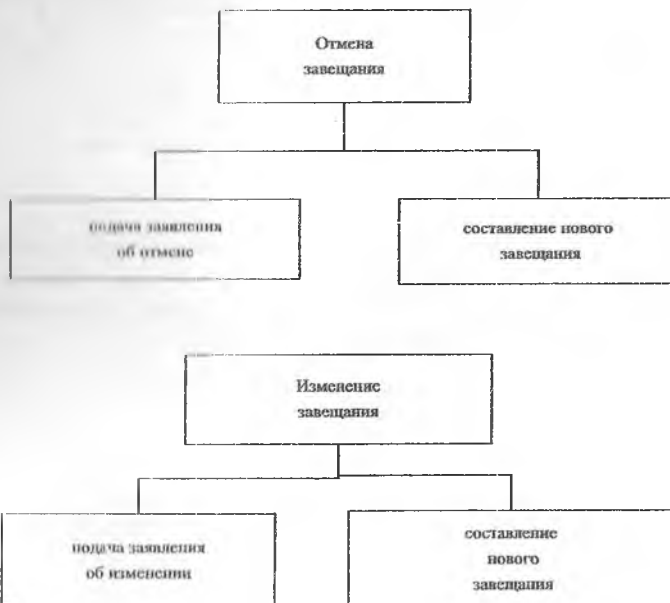 Отмена
завещания
подача заявления
об отмене
составление нового
завещания
Изменение
завещания
подача заявления
об изменении
составление
нового
завещания